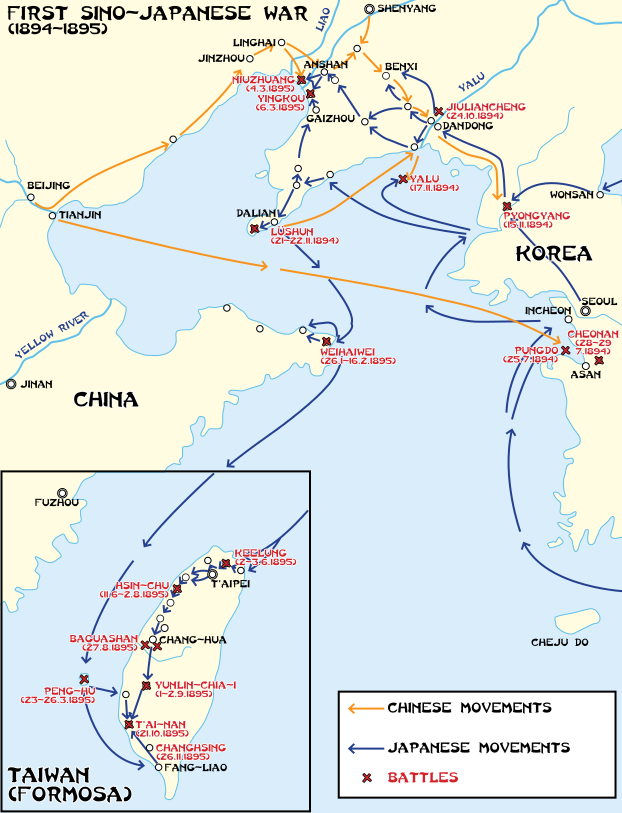 FIRST SINO-JAPANESE WAR
(1894-1895)
LIAO
SHENYANG
LINGHAI
JINZHOU
ANSHAN
BENXI
NIUZHUANG
(4.3.1895)
YINGKOU
(6.3.1895)
YALU
JIULIANCHENG
(24.10.1894)
GAIZHOU
DANDONG
BEIJING
TIANJIN
YALU
(17.11.1894)
WONSAN
DALIAN
LUSHUN
(21-22.11.1894)
PYONGYANG
(15.11.1894)
KOREA
SEOUL
INCHEON
YELLOW RIVER
CHEONAN
(28-29
7.1894)
PUNGDO
(25.7.1894)
ASAN
WEIHAIWEI
(26.1-16.2.1895)
JINAN
CHINA
FUZHOU
KEELUNG
(2-3.6.1895)
T'AIPEI
HSIN-CHU
(11.6-2.8.1895)
BAGUASHAN
(27.8.1895)
CHANG-HUA
CHEJU DO
PENG-HU
(23-26.3.1895)
YUNLIN-CHIA-I
(1-2.9.1895)
T'AI-NAN
(21.10.1895)
CHANGHSING
(26.11.1895)
FANG-LIAO
TAIWAN
(FORMOSA)
CHINESE MOVEMENTS
JAPANESE MOVEMENTS
BATTLES